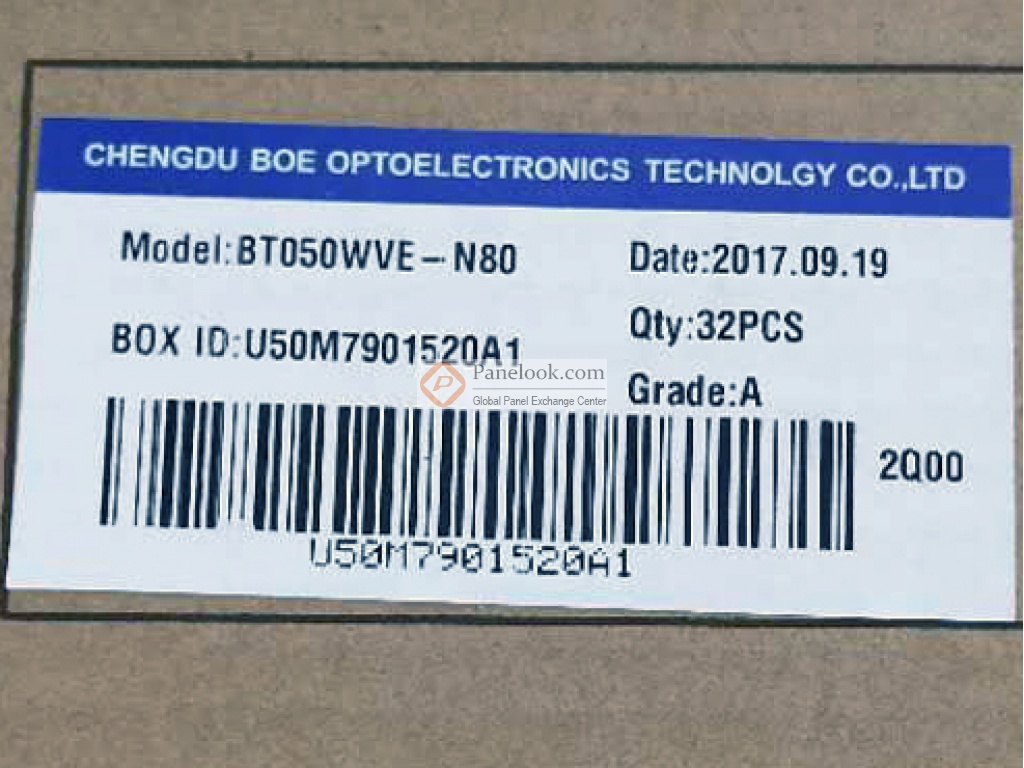 CHENGDU BOE OPTOELECTRONICS TECHNOLGY CO.,LTD
Model:BT050WVE-N80
Date:2017.09.19
BOX ID:U50M7901520A1
Qty:32PCS
Panelook.com
Global Panel Exchange Center
Grade:A
2Q00
U50M7901520A1